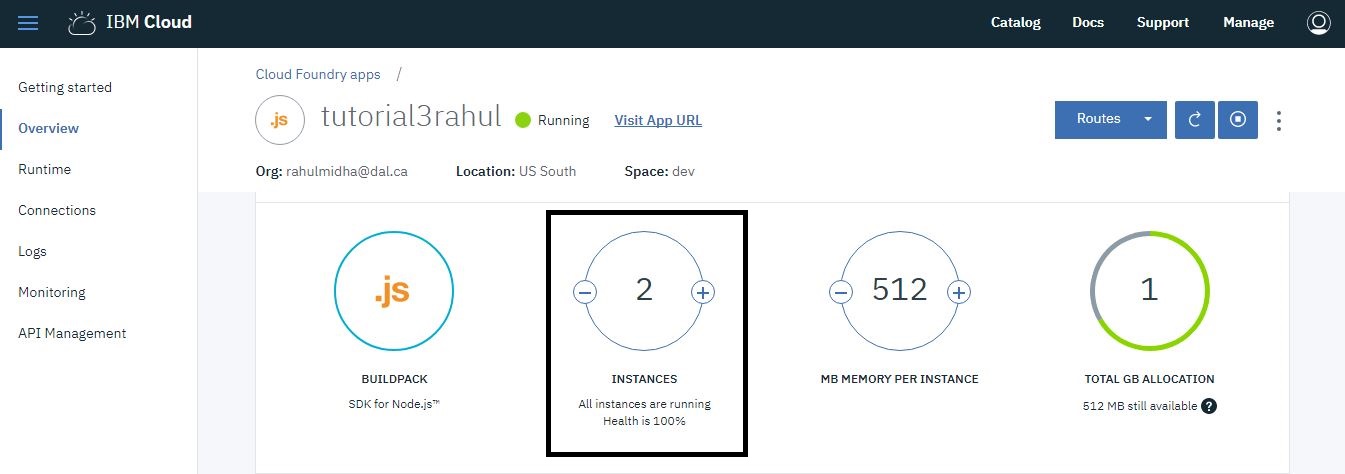 IBM Cloud
Catalog Docs Support Manage
Getting started
Overview
Runtime
Connections
Logs
Monitoring
API Management
Cloud Foundry apps /
.js tutorial3rahul Running Visit App URL
Routes
Org: rahulmidha@dal.ca Location: US South Space: dev
.js
BUILDPACK
SDK for Node.js™
2
INSTANCES
All instances are running
Health is 100%
512
MB MEMORY PER INSTANCE
1
TOTAL GB ALLOCATION
512 MB still available ?